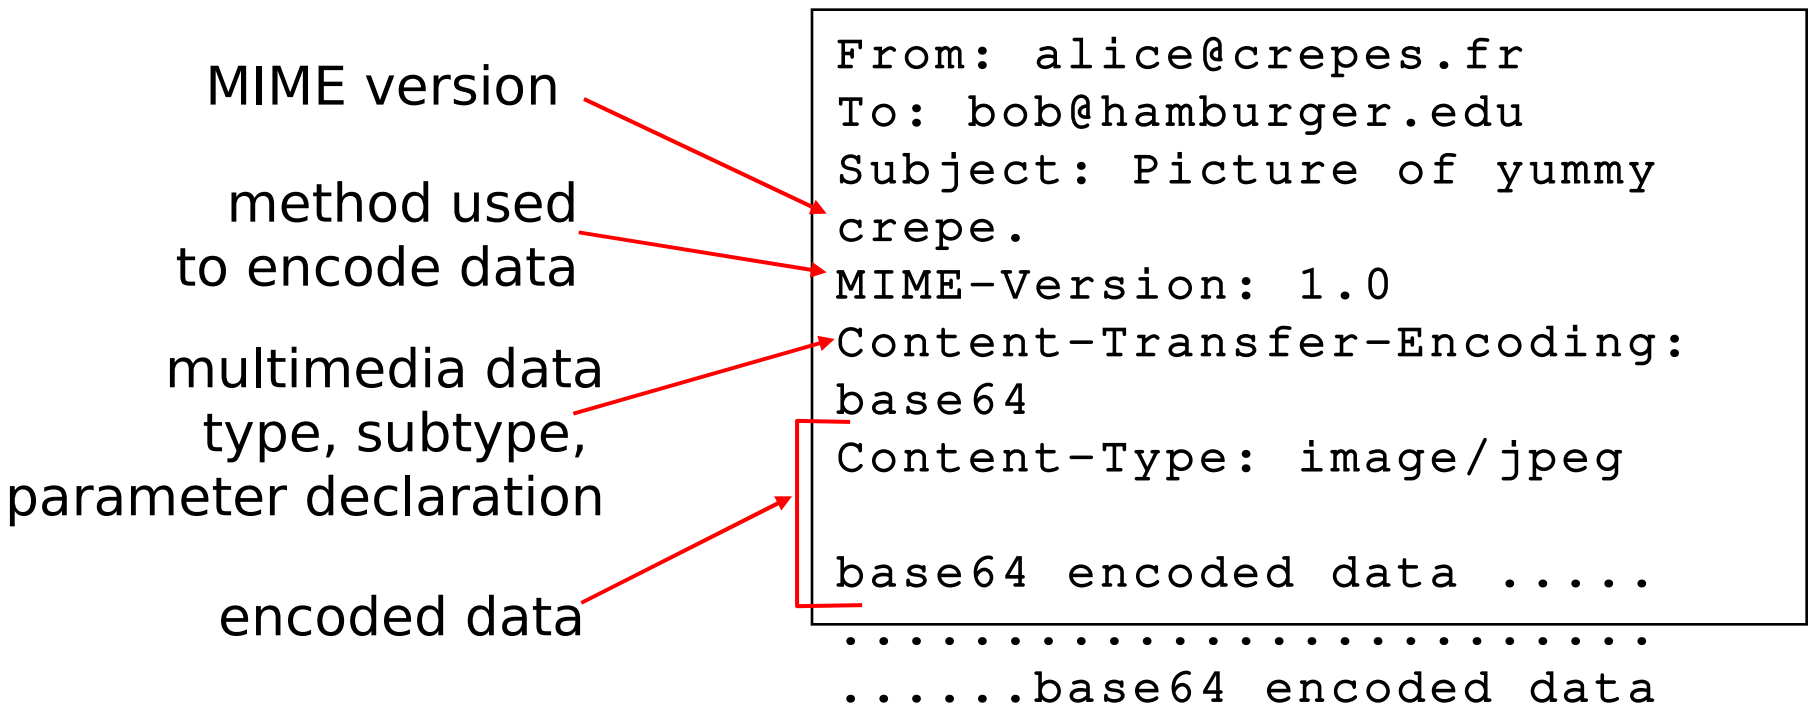 MIME version
method used
to encode data
multimedia data
type, subtype,
parameter declaration
encoded data
From: alice@crepes.fr
To: bob@hamburger.edu
Subject: Picture of yummy
crepe.
MIME-Version: 1.0
Content-Transfer-Encoding:
base64
Content-Type: image/jpeg
base64 encoded data .....
.........................
......base64 encoded data